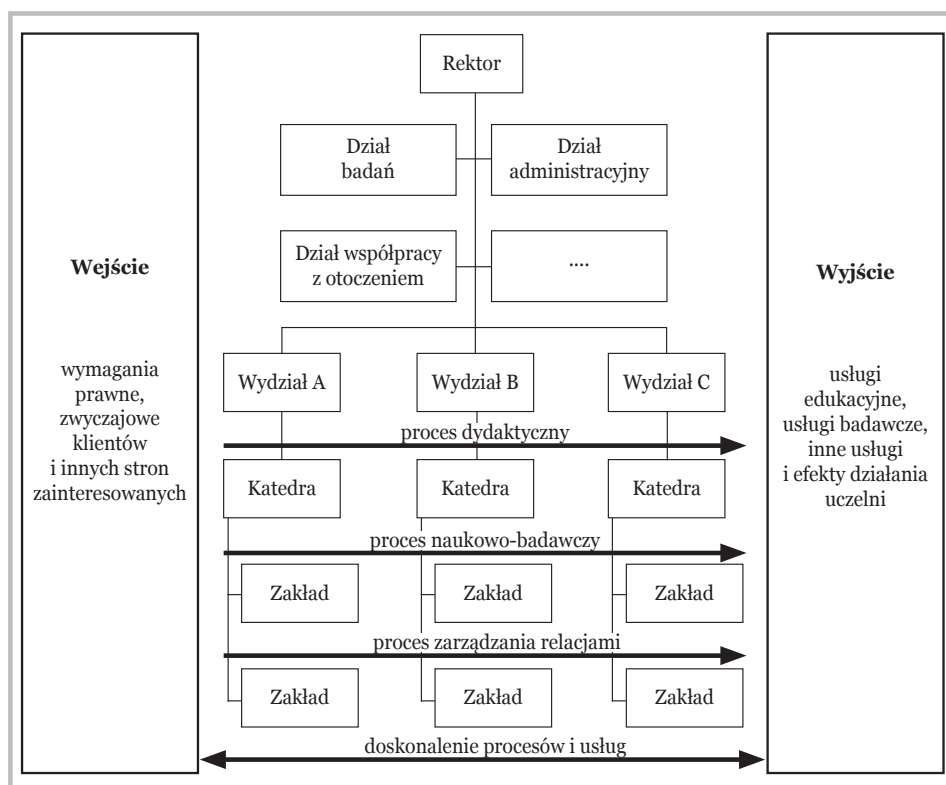 Rektor
Dział
badań
Dział
administracyjny
Dział współpracy
z otoczeniem
....
Wejście
wymagania
prawne,
zwyczajowe
klientów
i innych stron
zainteresowanych
Wydział A
Wydział B
Wydział C
proces dydaktyczny
Katedra
Katedra
Katedra
proces naukowo-badawczy
Zakład
Zakład
Zakład
proces zarządzania relacjami
Zakład
Zakład
Zakład
doskonalenie procesów i usług
Wyjście
usługi
edukacyjne,
usługi badawcze,
inne usługi
i efekty działania
uczelni